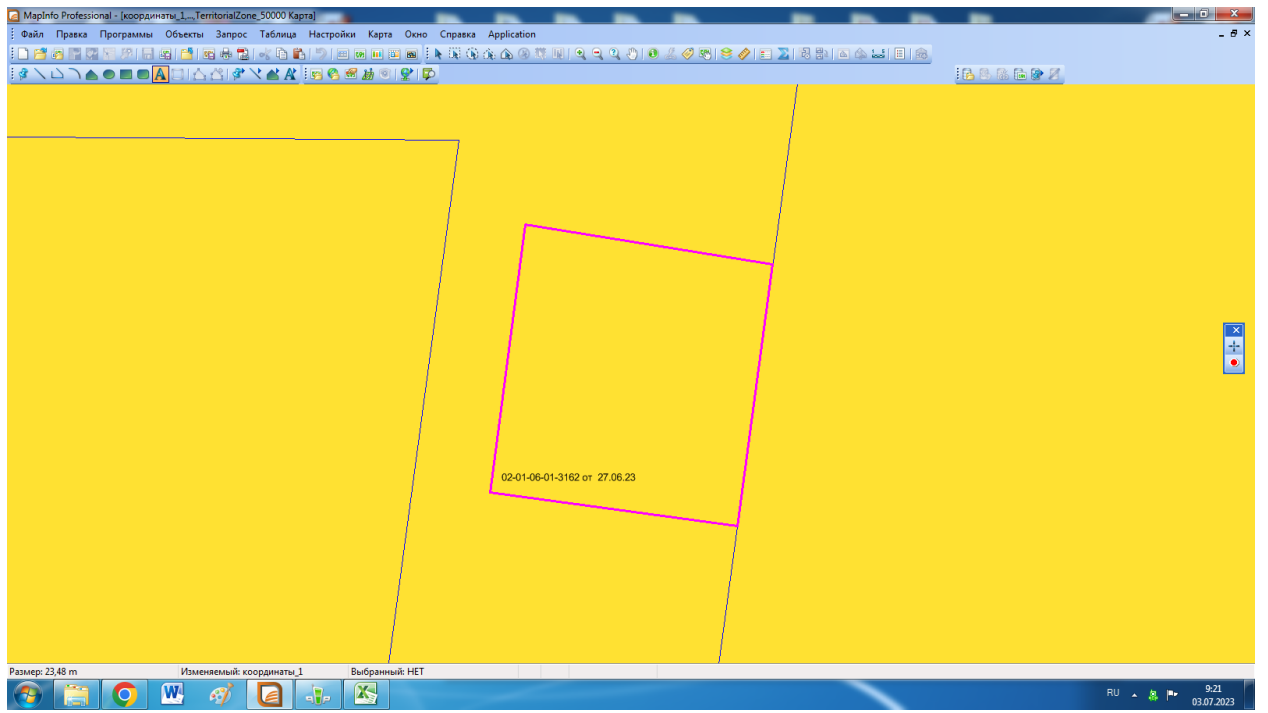 MapInfo Professional - [координаты_1,...,TerritorialZone_50000 Карта]
Файл Правка Программы Объекты Запрос Таблица Настройки Карта Окно Справка Application
02-01-06-01-3162 от 27.06.23
Размер: 23,48 m Изменяемый: координаты_1 Выбранный: НЕТ
RU 9:21
03.07.2023